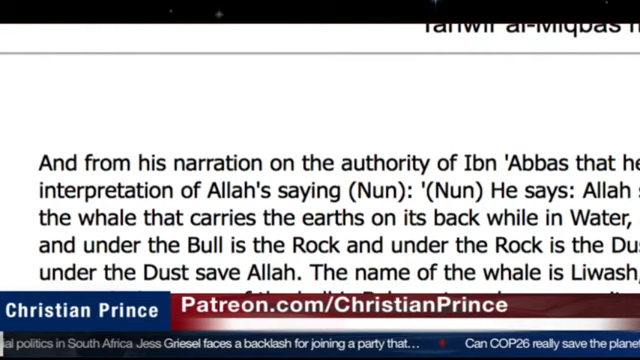 Tanwîr al-Miqbâs
And from his narration on the authority of Ibn 'Abbas that he
interpretation of Allah's saying (Nun): '(Nun) He says: Allah
the whale that carries the earths on its back while in Water,
and under the Bull is the Rock and under the Rock is the Dus
under the Dust save Allah. The name of the whale is Liwash,
Christian Prince
Patreon.com/ChristianPrince
ial politics in South Africa Jess Griesel faces a backlash for joining a party that…
Can COP26 really save the planet